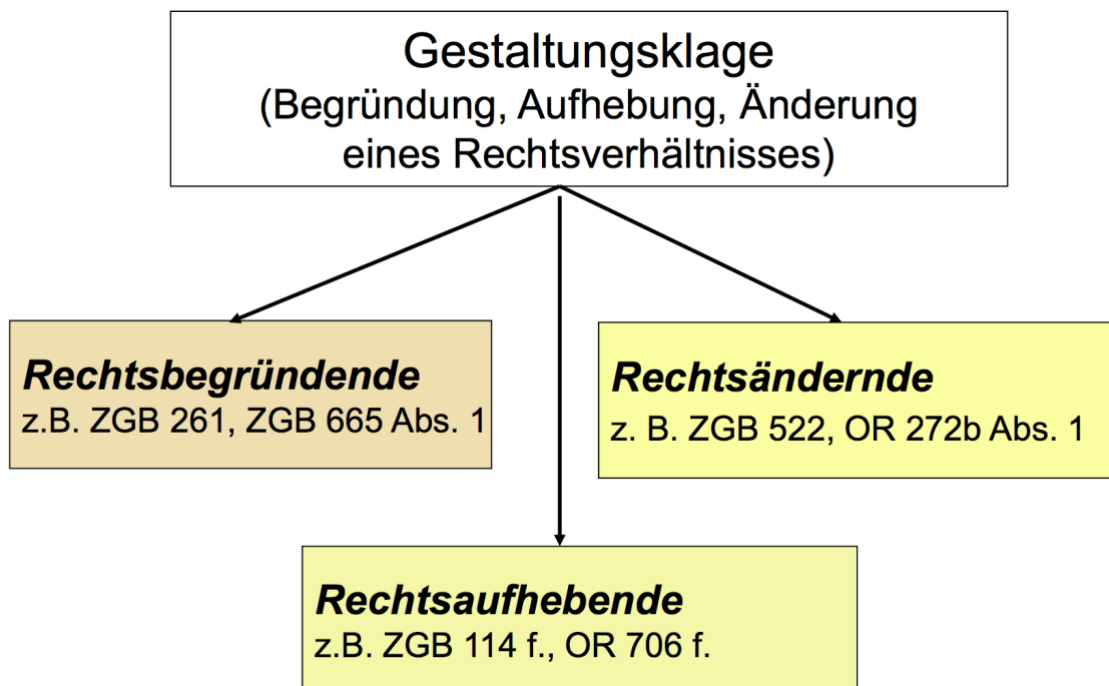 Gestaltungsklage
(Begründung, Aufhebung, Änderung
eines Rechtsverhältnisses)
Rechtsbegründende
z.B. ZGB 261, ZGB 665 Abs. 1
Rechtsändernde
z. B. ZGB 522, OR 272b Abs. 1
Rechtsaufhebende
z.B. ZGB 114 f., OR 706 f.